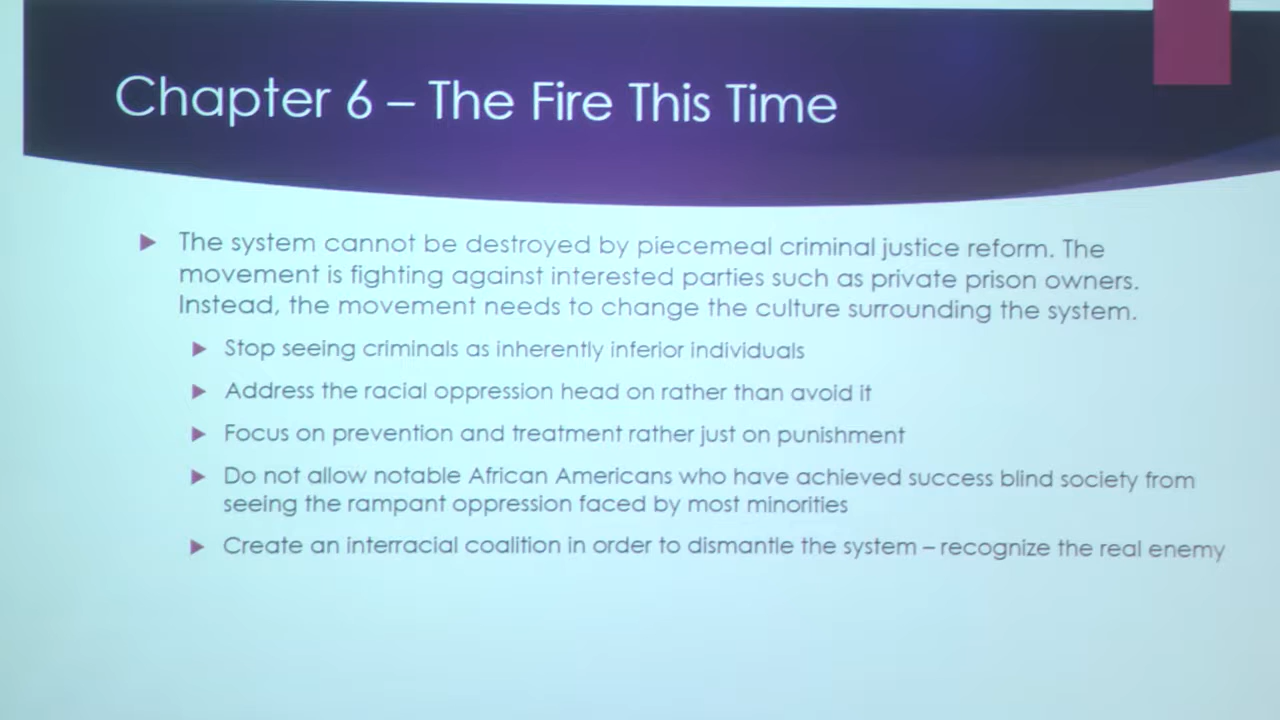 Chapter 6 – The Fire This Time
The system cannot be destroyed by piecemeal criminal justice reform. The
movement is fighting against interested parties such as private prison owners.
Instead, the movement needs to change the culture surrounding the system.
Stop seeing criminals as inherently inferior individuals
Address the racial oppression head on rather than avoid it
Focus on prevention and treatment rather just on punishment
Do not allow notable African Americans who have achieved success blind society from
seeing the rampant oppression faced by most minorities
Create an interracial coalition in order to dismantle the system – recognize the real enemy